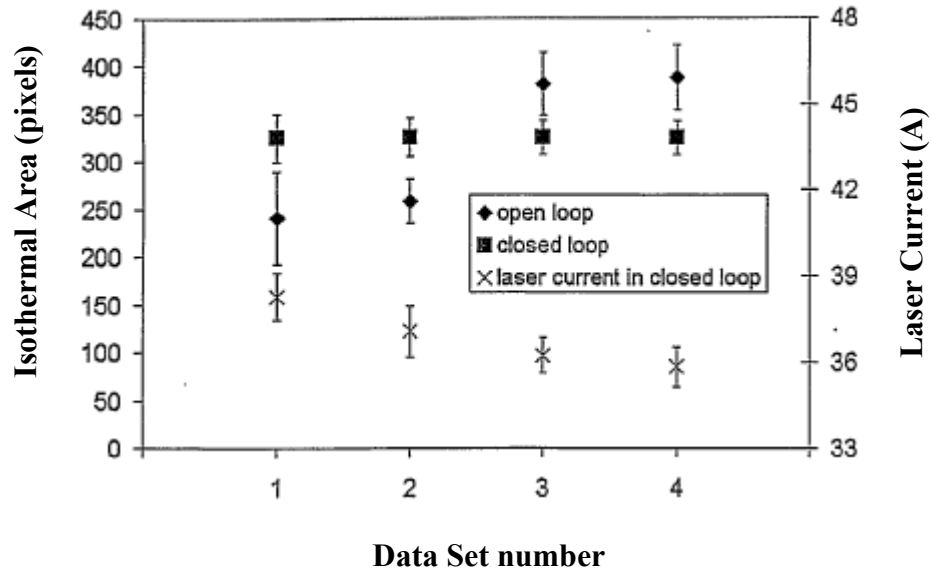 Isothermal Area (pixels)
450
400
350
300
250
200
150
100
50
0
48
45
42
39
36
33
Laser Current (A)
open loop
closed loop
laser current in closed loop
1 2 3 4
Data Set number